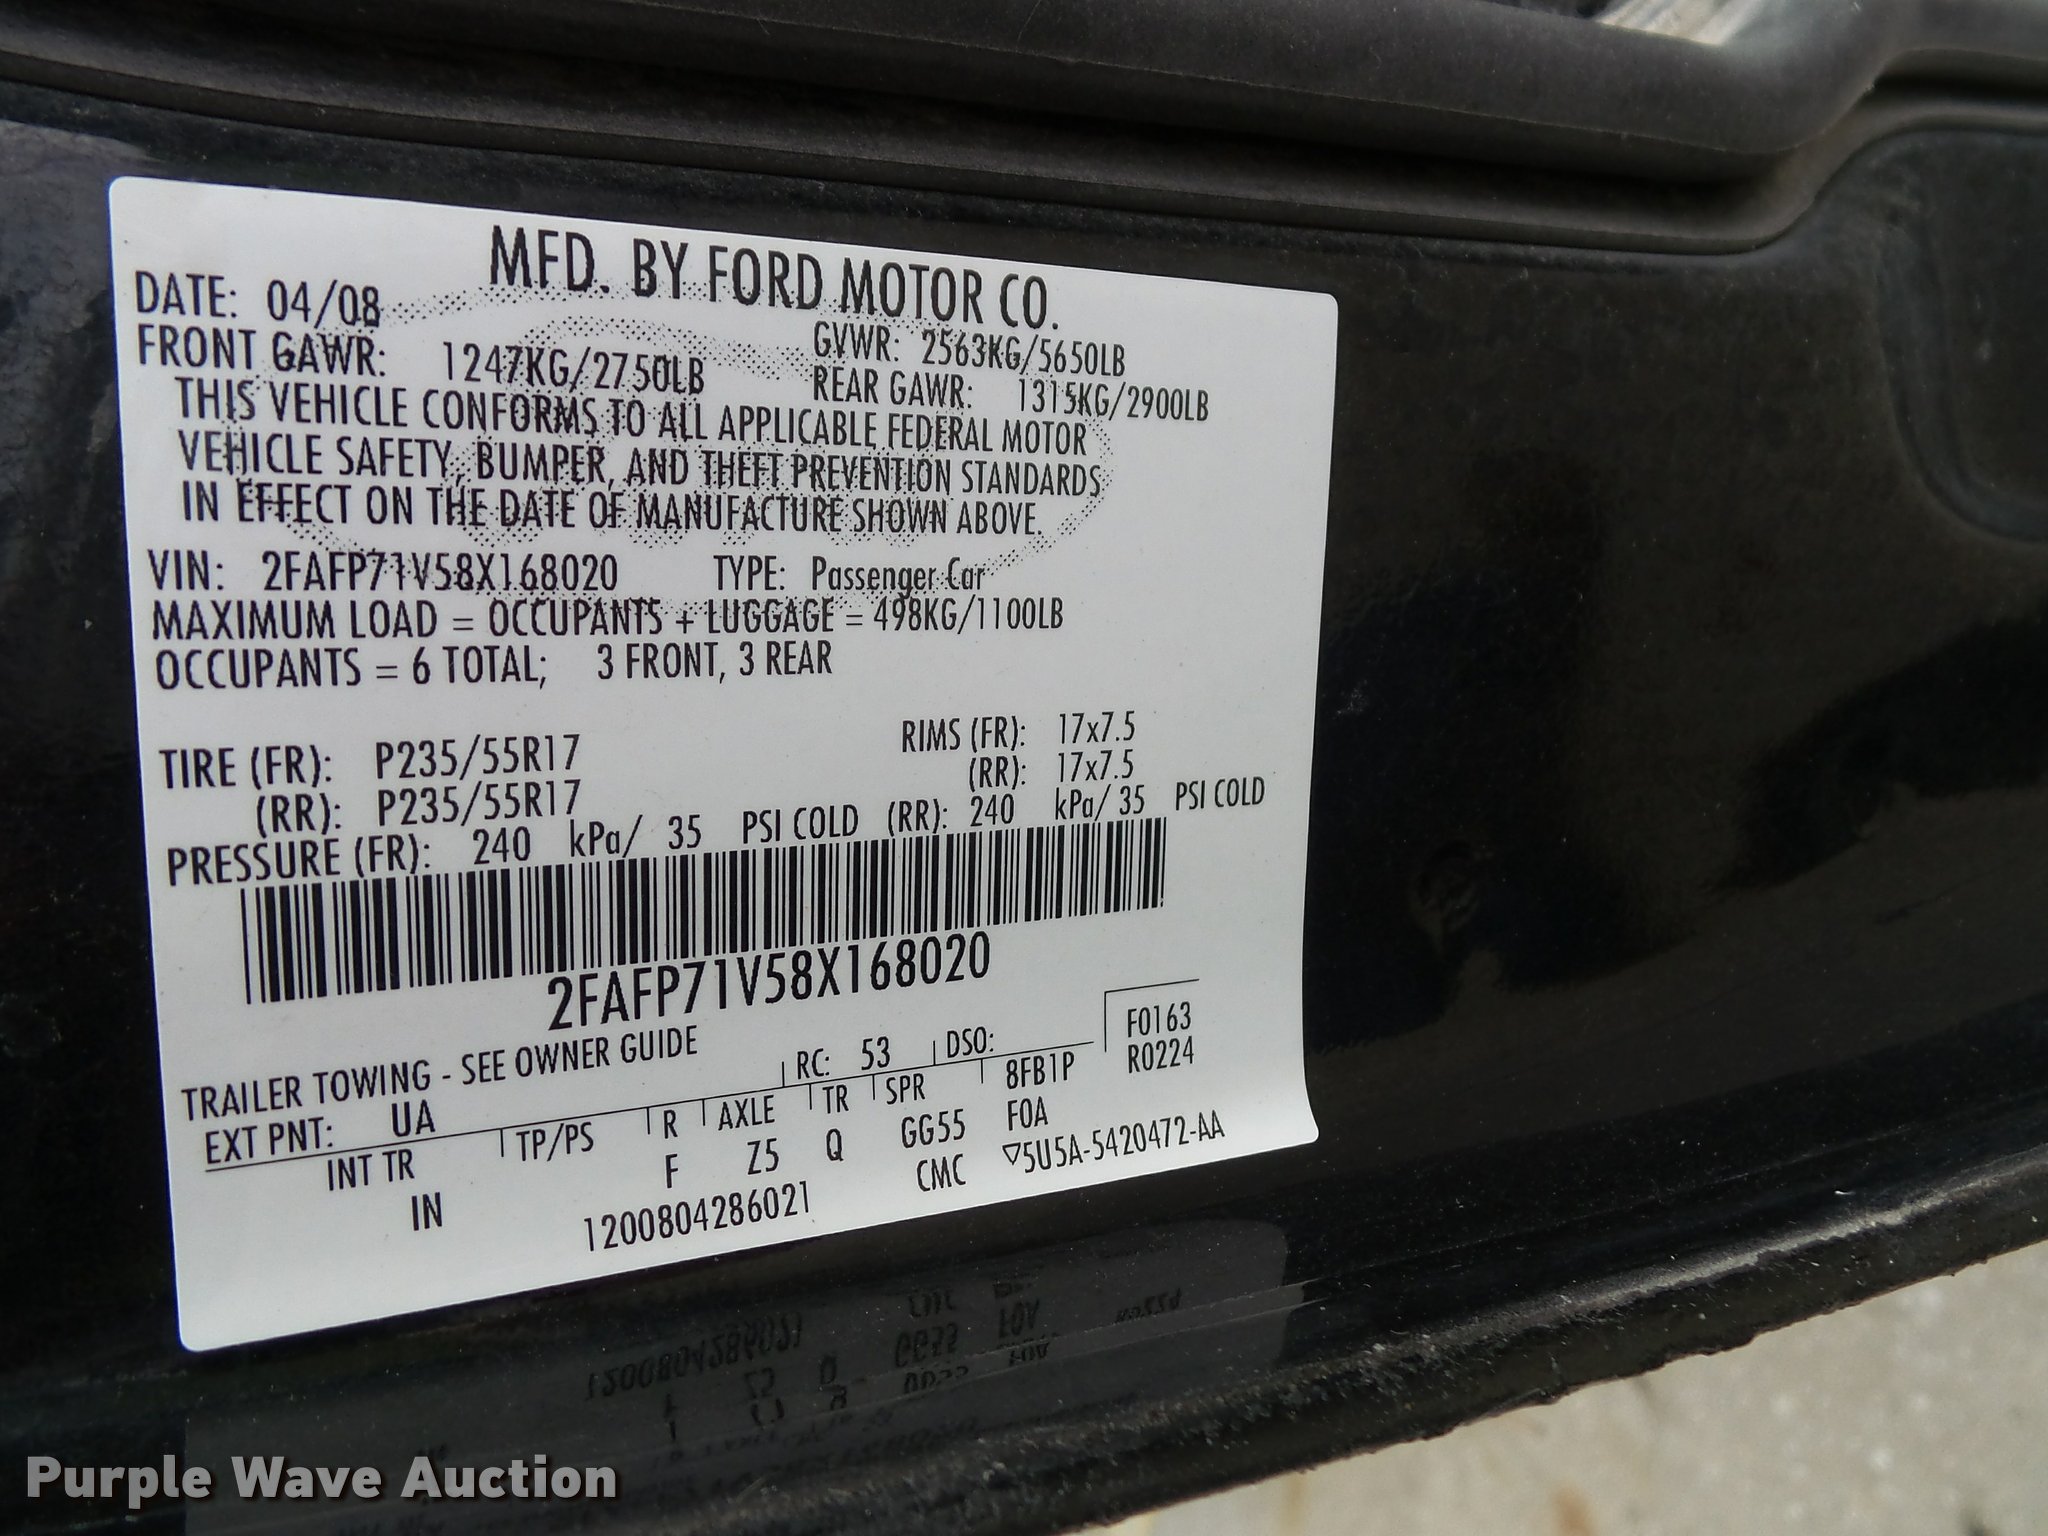 MFD. BY FORD MOTOR CO.
DATE: 04/08
GVWR: 2563KG/5650LB
FRONT GAWR: 1247KG/2750LB
REAR GAWR: 1315KG/2900LB
THIS VEHICLE CONFORMS TO ALL APPLICABLE FEDERAL MOTOR
VEHICLE SAFETY, BUMPER, AND THEFT PREVENTION STANDARDS
IN EFFECT ON THE DATE OF MANUFACTURE SHOWN ABOVE.
VIN: 2FAFP71V58X168020 TYPE: Passenger Car
MAXIMUM LOAD = OCCUPANTS + LUGGAGE = 498KG/1100LB
OCCUPANTS = 6 TOTAL; 3 FRONT, 3 REAR
TIRE (FR): P235/55R17 RIMS (FR): 17x7.5
(RR): P235/55R17 (RR): 17x7.5
PRESSURE (FR): 240 kPa/ 35 PSI COLD (RR): 240 kPa/ 35 PSI COLD
2FAFP71V58X168020
TRAILER TOWING - SEE OWNER GUIDE
F0163
R0224
EXT PNT: UA RC: 53 DSO:
INT TR TP/PS R AXLE TR SPR 8FB1P
IN F Z5 Q GG55 F0A
1200804286021 CMC ▽5U5A-5420472-AA
Purple Wave Auction